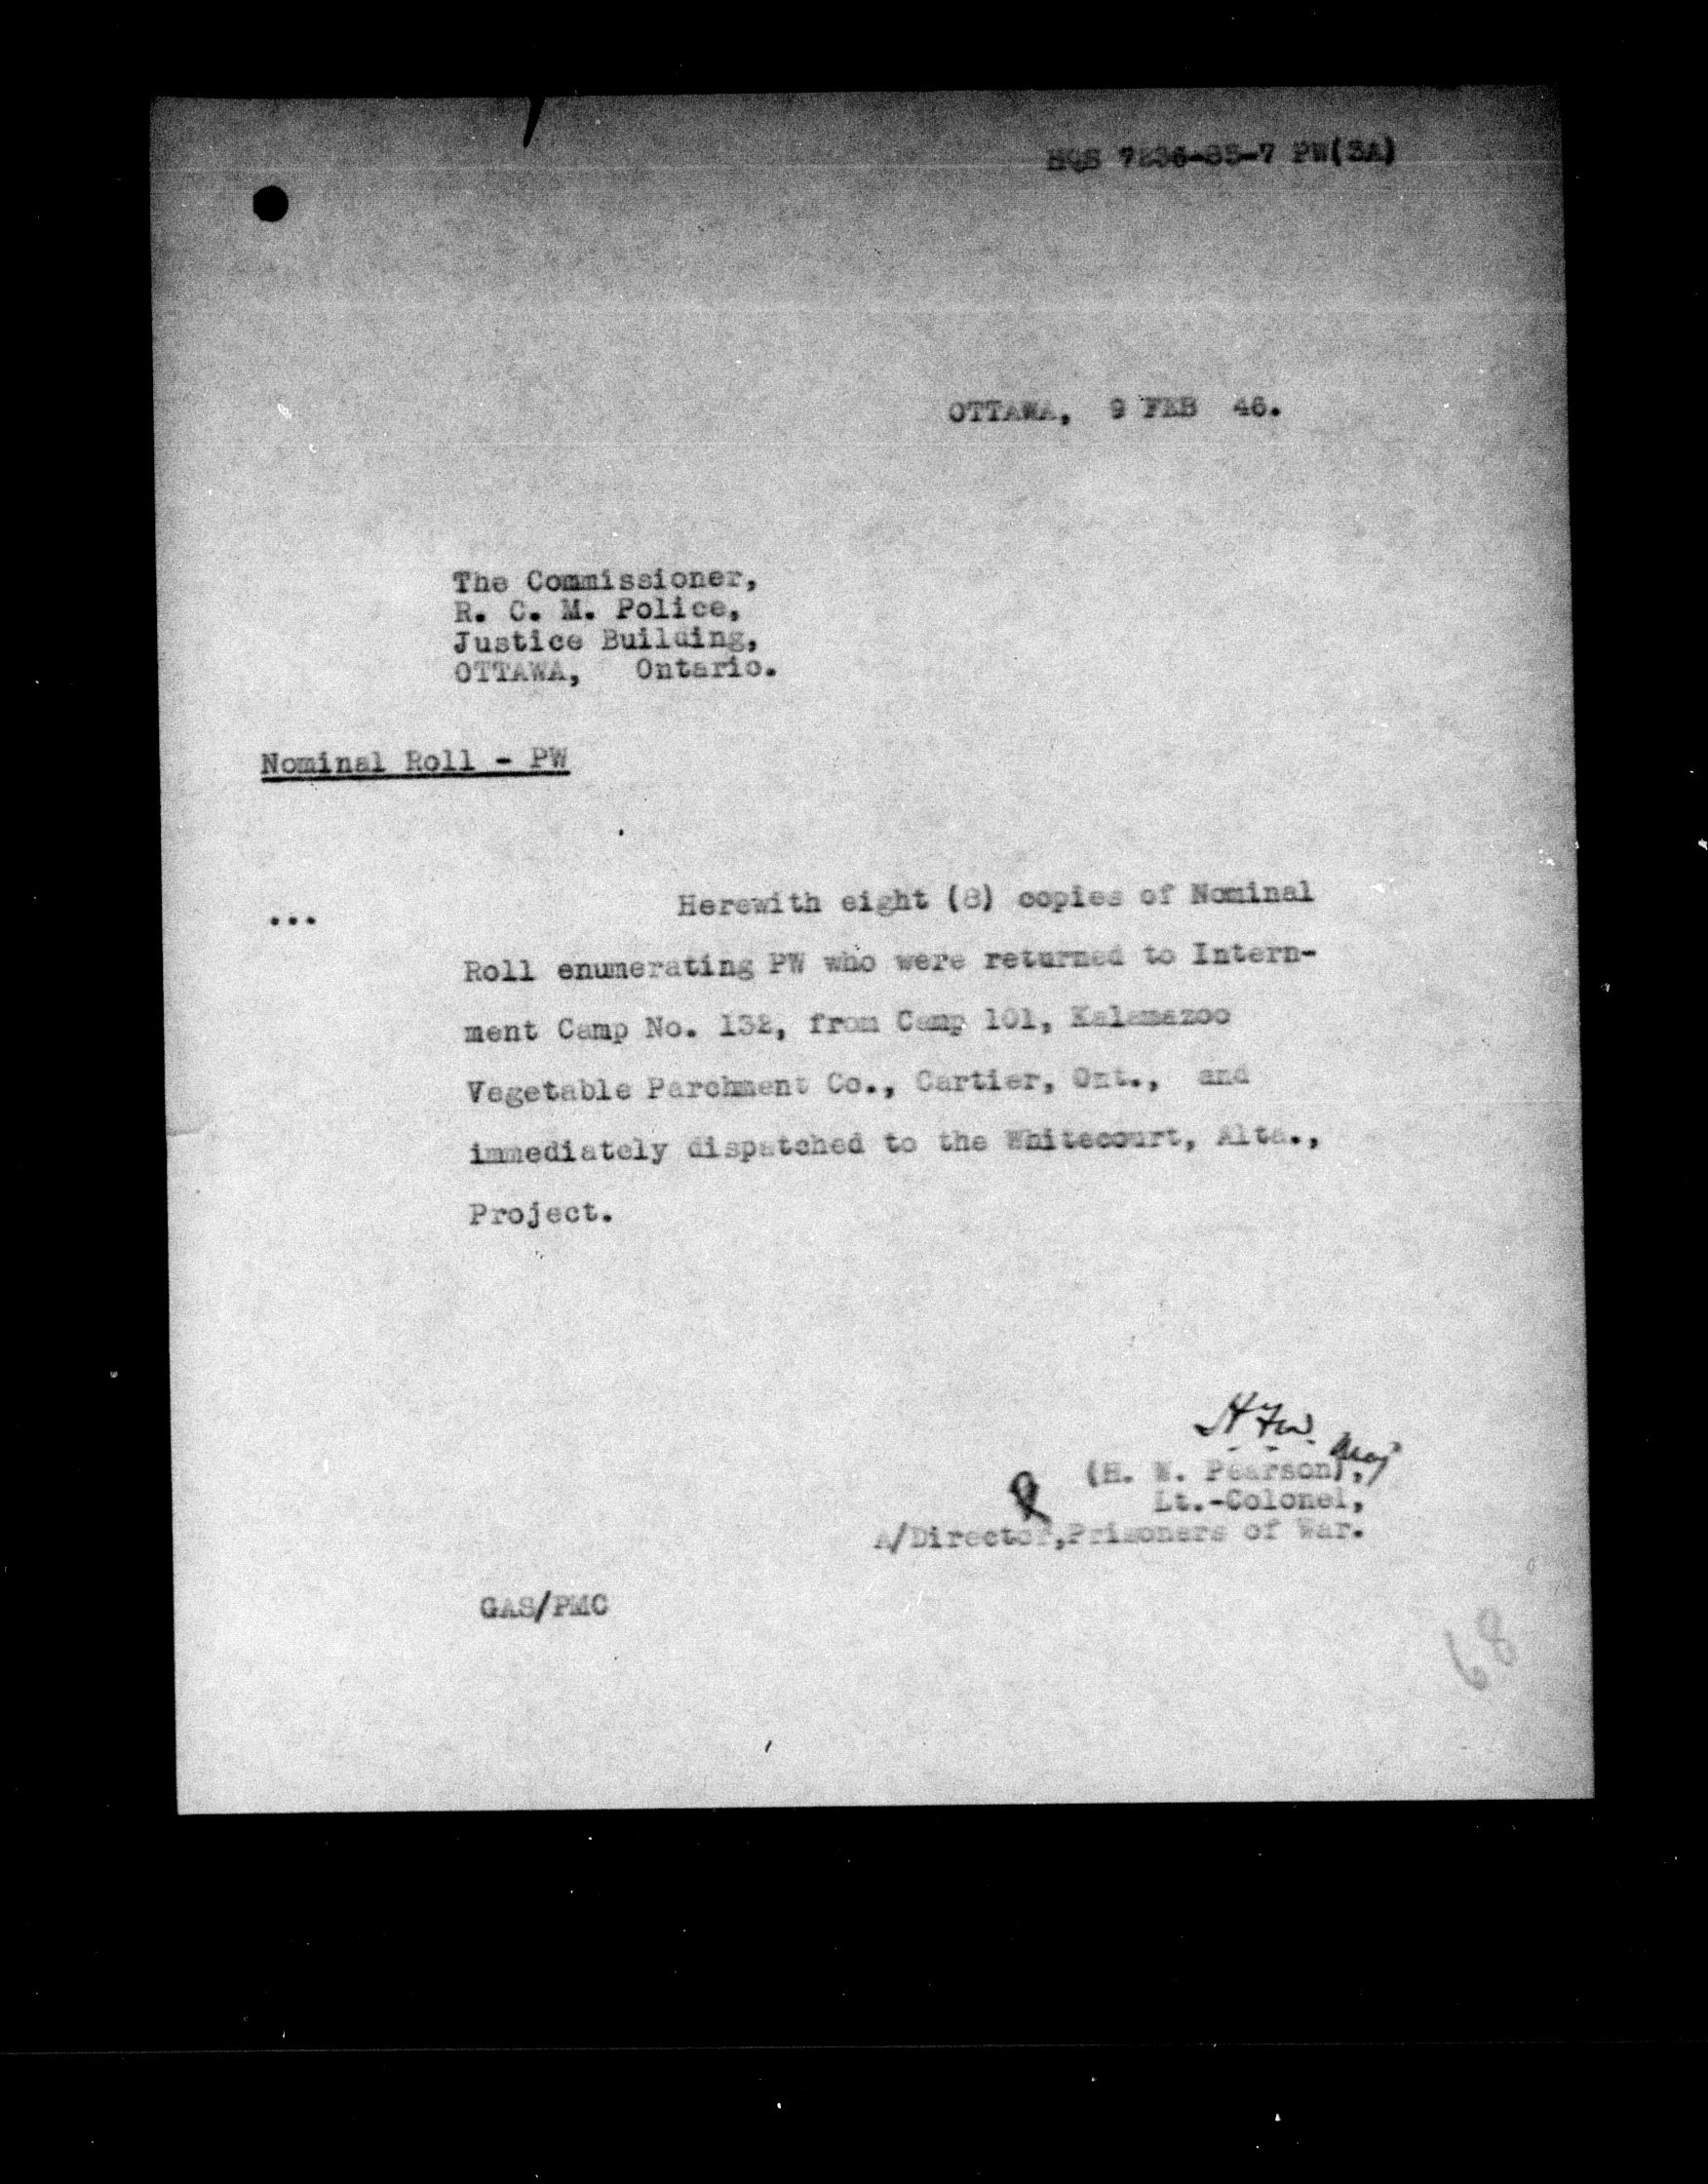 HQS 7236-85-7 PW(3A)
OTTAWA, 9 FEB 46.
The Commissioner,
R. C. M. Police,
Justice Building,
OTTAWA, Ontario.
Nominal Roll - PW
... Herewith eight (8) copies of Nominal
Roll enumerating PW who were returned to Intern-
ment Camp No. 132, from Camp 101, Kalamazoo
Vegetable Parchment Co., Cartier, Ont., and
immediately dispatched to the Whitecourt, Alta.,
Project.
Maj
(H. W. Pearson),
Lt.-Colonel,
A/Director,Prisoners of War.
GAS/PMC
68